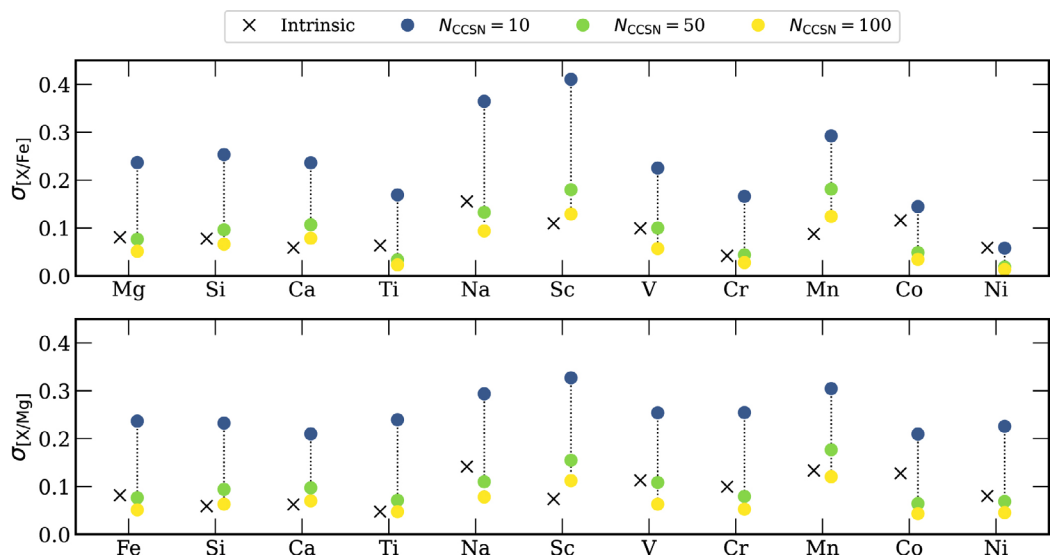 Intrinsic N_CCSN = 10 N_CCSN = 50 N_CCSN = 100
0.4
0.3
0.2
0.1
0.0
σ[X/Fe]
Mg Si Ca Ti Na Sc V Cr Mn Co Ni
0.4
0.3
0.2
0.1
0.0
σ[X/Mg]
Fe Si Ca Ti Na Sc V Cr Mn Co Ni